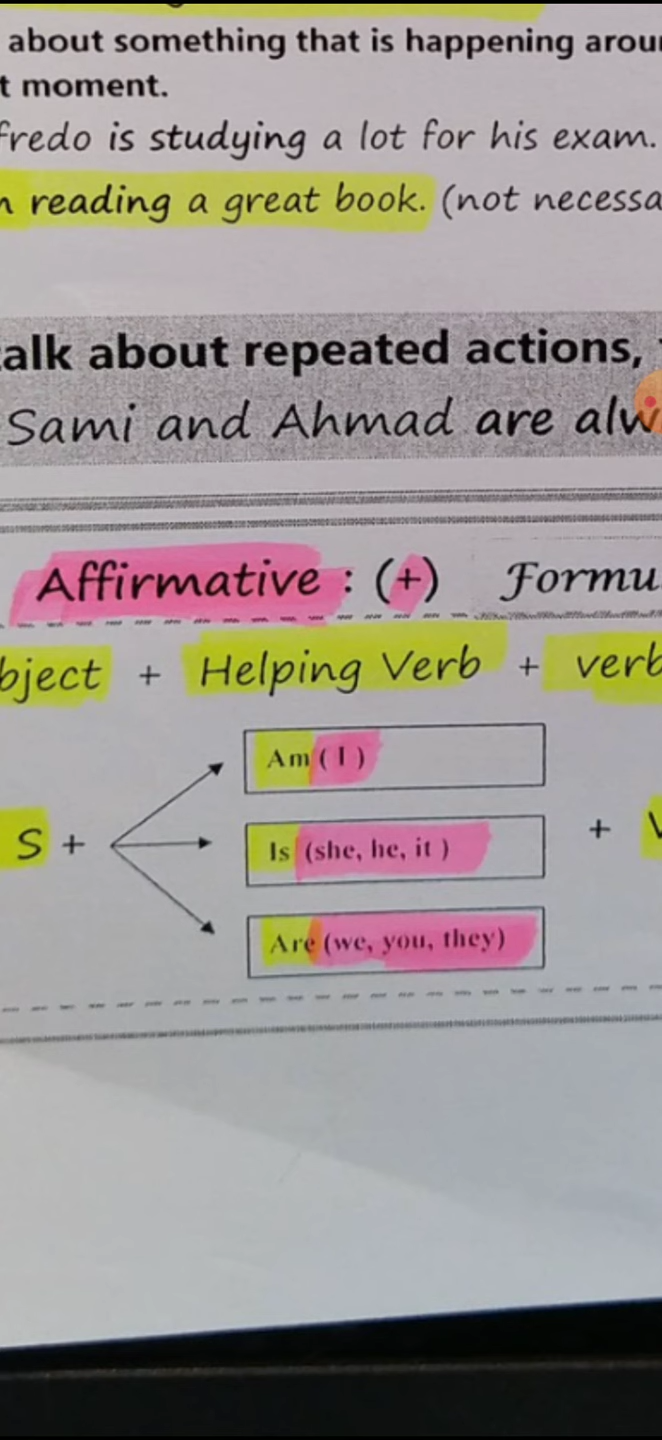 about something that is happening arou
t moment.
fredo is studying a lot for his exam.
reading a great book. (not necessa
alk about repeated actions,
Sami and Ahmad are alw
Affirmative : (+) Formu
bject + Helping Verb + verb
Am ( I )
S + Is (she, he, it ) +
Are (we, you, they)